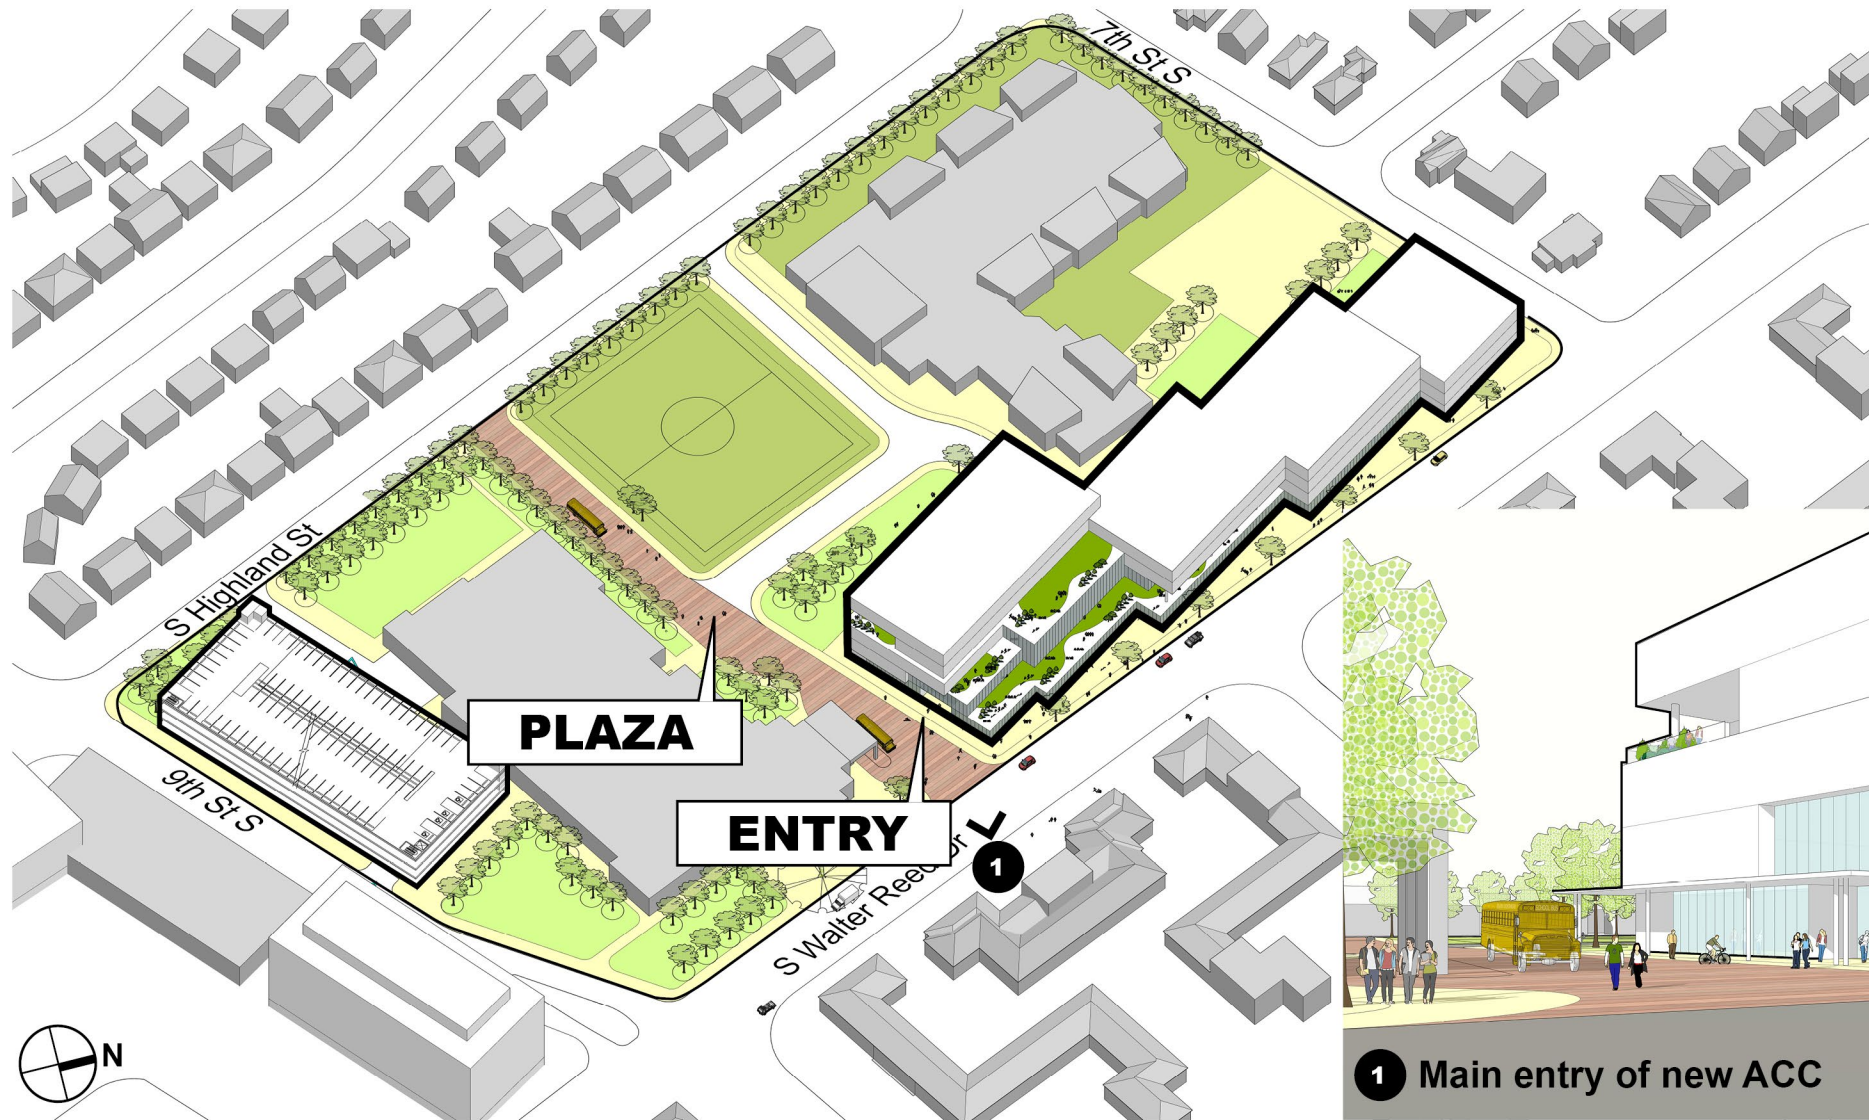 7th St S
S Highland St
PLAZA
9th St S
ENTRY
S Walter Reed Dr
1
N
1 Main entry of new ACC